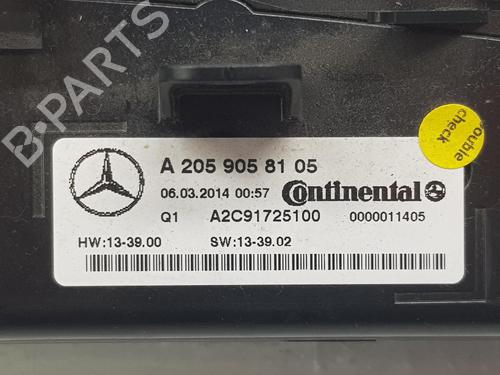 B-PARTS
A 205 905 81 05
06.03.2014 00:57 Continental
Q1 A2C91725100 0000011405
HW:13-39.00 SW:13-39.02
double
check